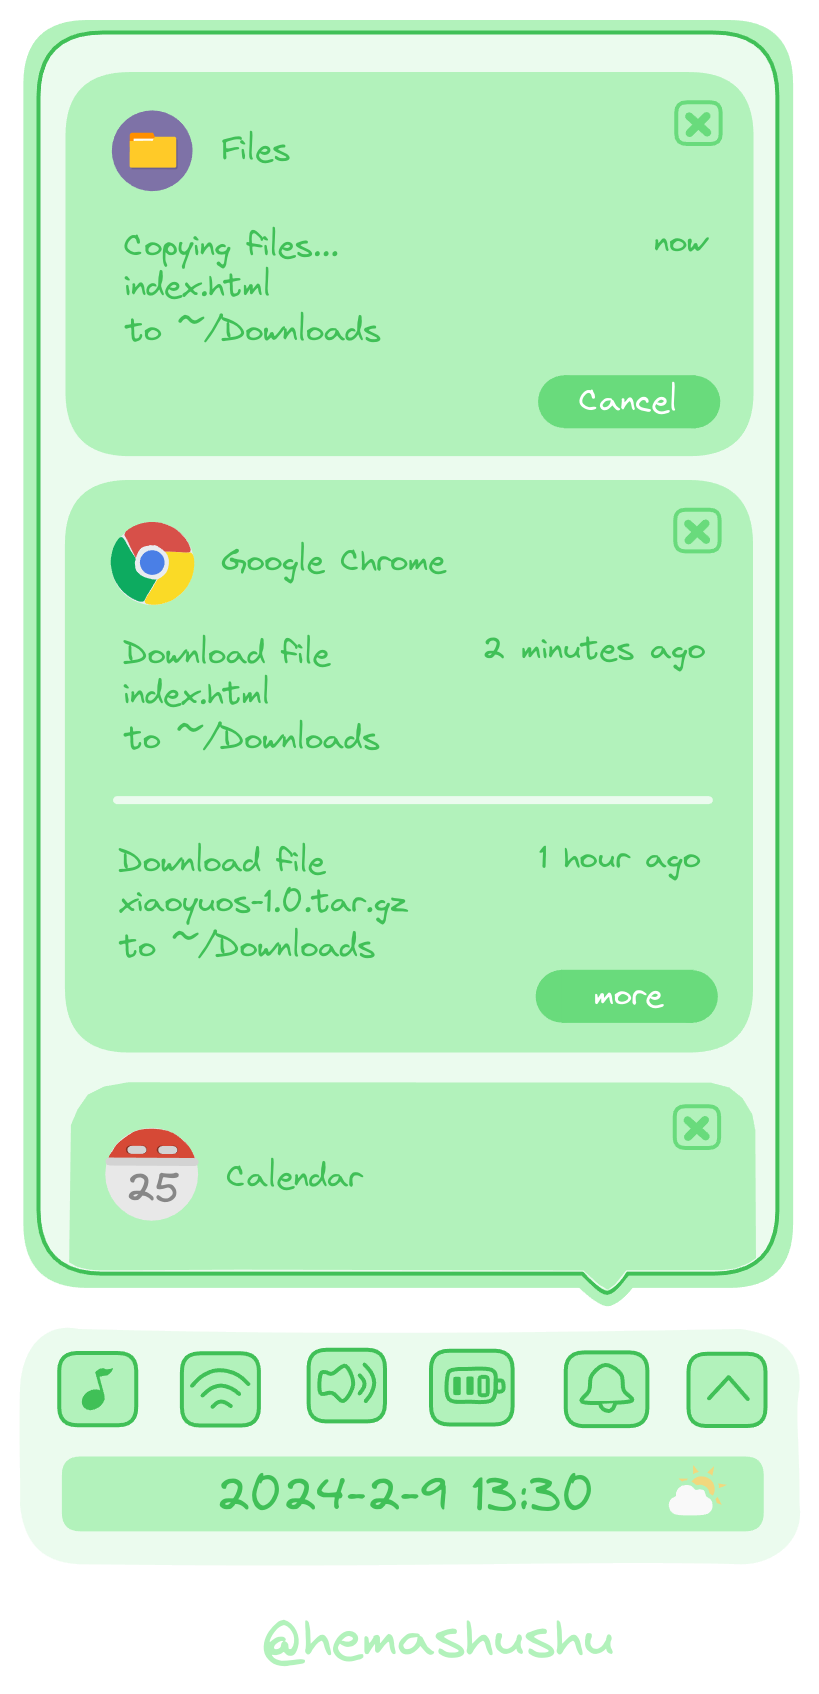 Files
Copying files...
now
index.html
to ~/Downloads
Cancel
Google Chrome
Download file
2 minutes ago
index.html
to ~/Downloads
Download file
1 hour ago
xiaoyuos-1.0.tar.gz
to ~/Downloads
more
25
Calendar
2024-2-9 13:30
@hemashushu